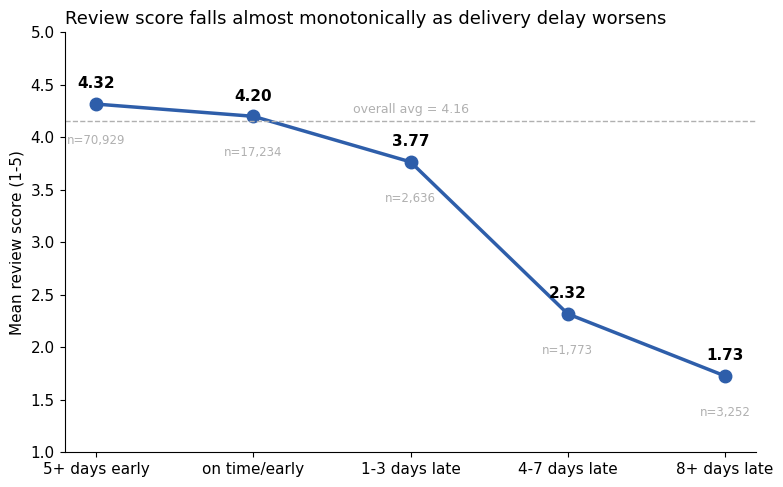 Review score falls almost monotonically as delivery delay worsens
Mean review score (1-5)
5.0
4.5
4.0
3.5
3.0
2.5
2.0
1.5
1.0
4.32
n=70,929
4.20
n=17,234
overall avg = 4.16
3.77
n=2,636
2.32
n=1,773
1.73
n=3,252
5+ days early
on time/early
1-3 days late
4-7 days late
8+ days late